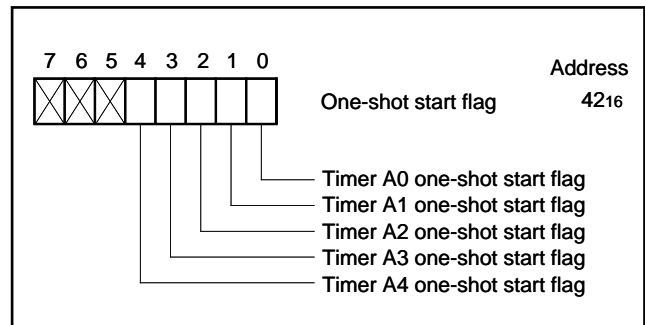 7 6 5 4 3 2 1 0
Address
One-shot start flag 4216
Timer A0 one-shot start flag
Timer A1 one-shot start flag
Timer A2 one-shot start flag
Timer A3 one-shot start flag
Timer A4 one-shot start flag